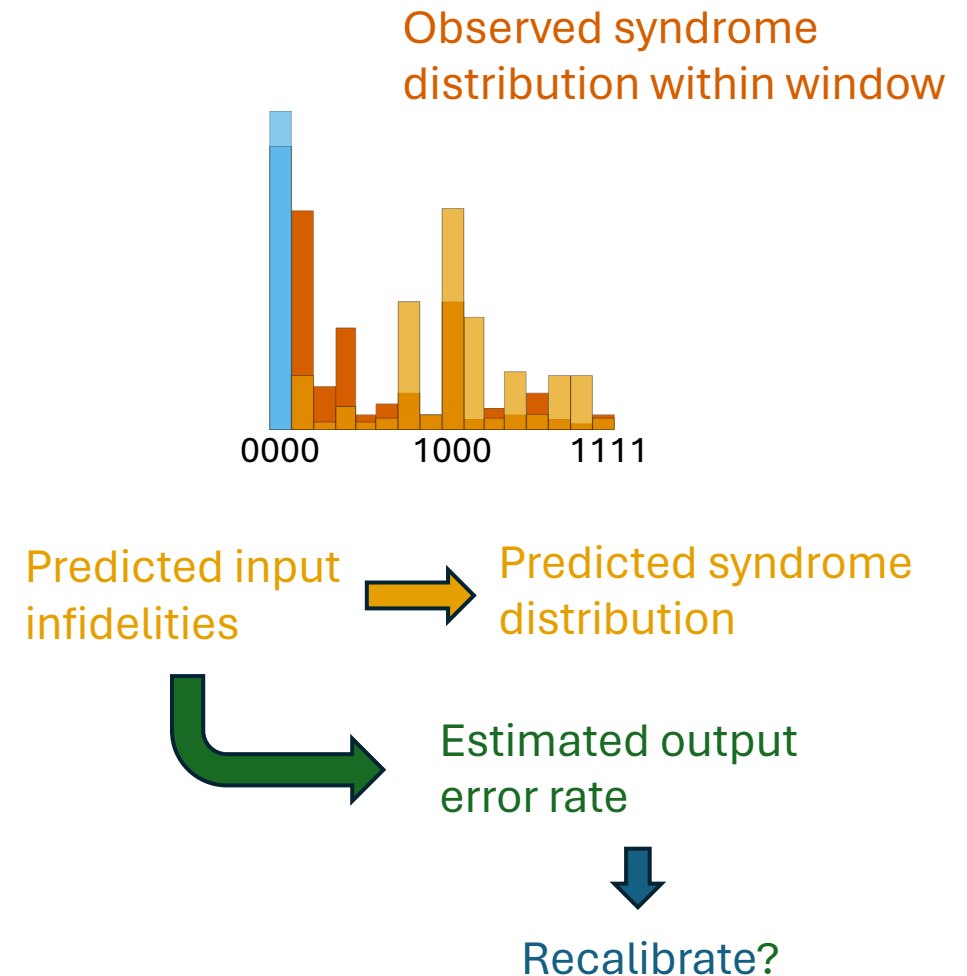 Observed syndrome
distribution within window
0000 1000 1111
Predicted input
infidelities
Predicted syndrome
distribution
Estimated output
error rate
Recalibrate?